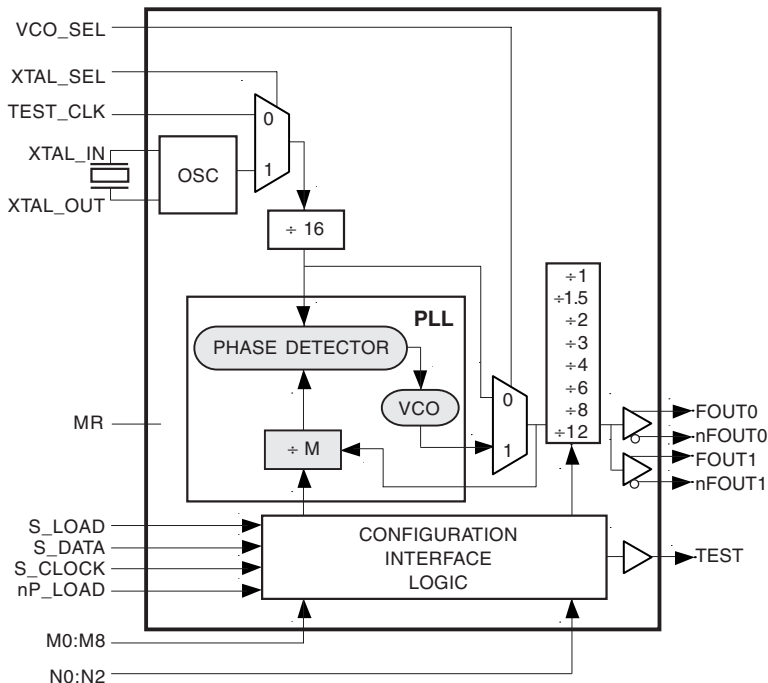 VCO_SEL
XTAL_SEL
TEST_CLK
0
XTAL_IN
OSC
1
XTAL_OUT
÷ 16
÷1
÷1.5
÷2
÷3
÷4
÷6
÷8
÷12
PLL
PHASE DETECTOR
VCO
0
1
FOUT0
nFOUT0
FOUT1
nFOUT1
MR
÷ M
S_LOAD
S_DATA
S_CLOCK
nP_LOAD
CONFIGURATION
INTERFACE
LOGIC
TEST
M0:M8
N0:N2